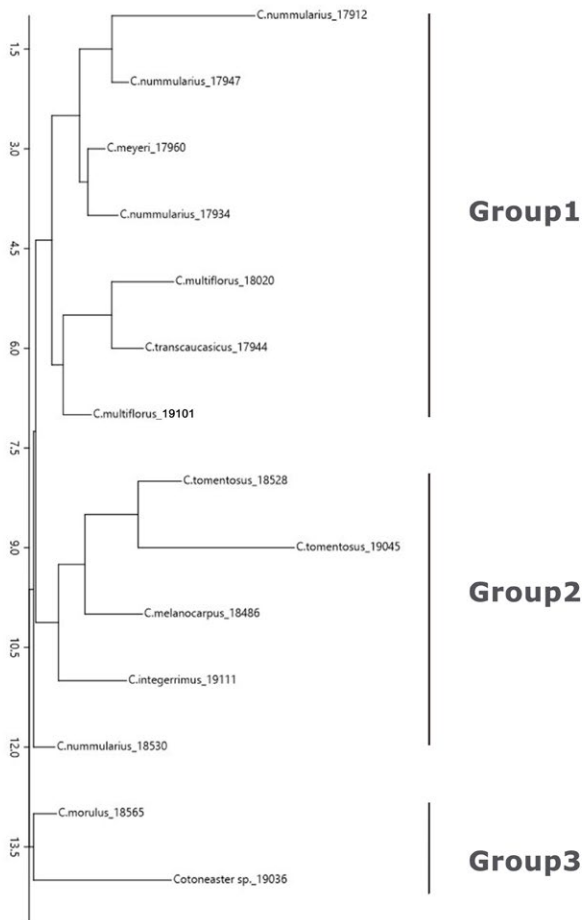 C.nummularius_17912
1.5
C.nummularius_17947
C.meyeri_17960
3.0
C.nummularius_17934
Group1
4.5
C.multiflorus_18020
C.transcaucasicus_17944
6.0
C.multiflorus_19101
7.5
C.tomentosus_18528
C.tomentosus_19045
9.0
Group2
C.melanocarpus_18486
10.5
C.integerrimus_19111
C.nummularius_18530
12.0
C.morulus_18565
13.5
Group3
Cotoneaster sp._19036